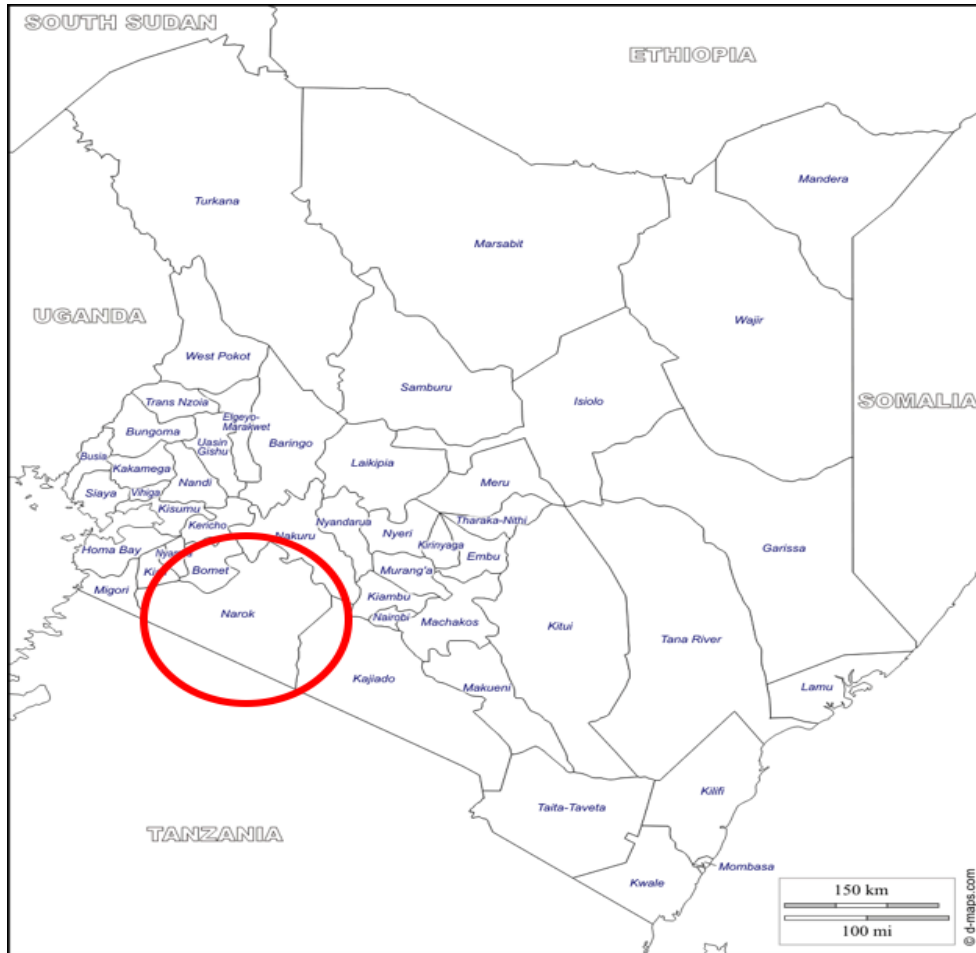 SOUTH SUDAN
ETHIOPIA
Mandera
Turkana
Marsabit
UGANDA
Wajir
West Pokot
Samburu
Isiolo
SOMALIA
Trans Nzoia
Elgeyo-
Marakwet
Bungoma
Uasin
Gishu
Baringo
Busia
Kakamega
Laikipia
Nandi
Meru
Siaya
Vihiga
Kisumu
Kericho
Nyandarua
Tharaka-Nithi
Nakuru
Nyeri
Kirinyaga
Garissa
Homa Bay
Embu
Bomet
Murang'a
Migori
Kiambu
Narok
Nairobi
Machakos
Kitui
Tana River
Kajiado
Makueni
Lamu
Kilifi
Taita-Taveta
TANZANIA
Mombasa
Kwale
150 km
100 mi
© d-maps.com